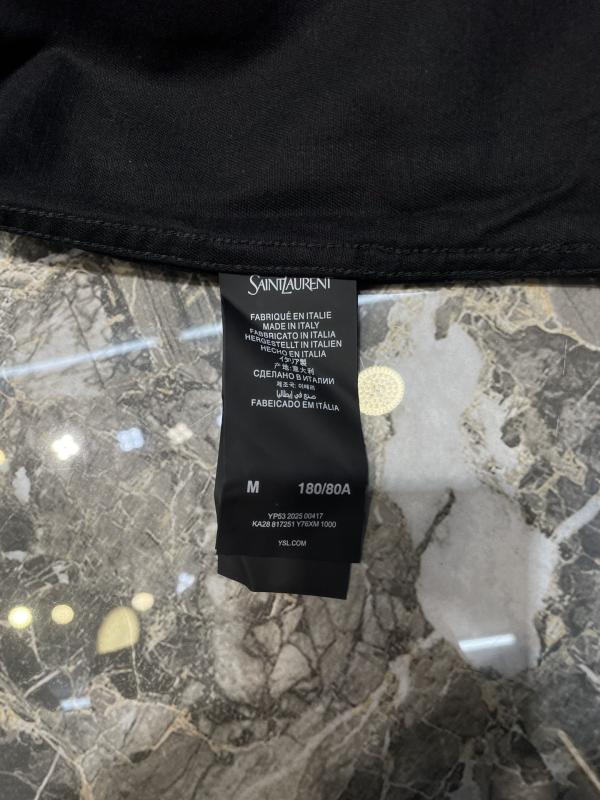 SAINT LAURENT
FABRIQUÉ EN ITALIE
MADE IN ITALY
FABBRICATO IN ITALIA
HERGESTELLT IN ITALIEN
HECHO EN ITALIA
イタリア製
产地:意大利
СДЕЛАНО В ИТАЛИИ
제조국: 이태리
صنع في إيطاليا
FABEICADO EM ITÁLIA
M 180/80A
YP53 2025 00417
KA28 817251 Y76XM 1000
YSL.COM